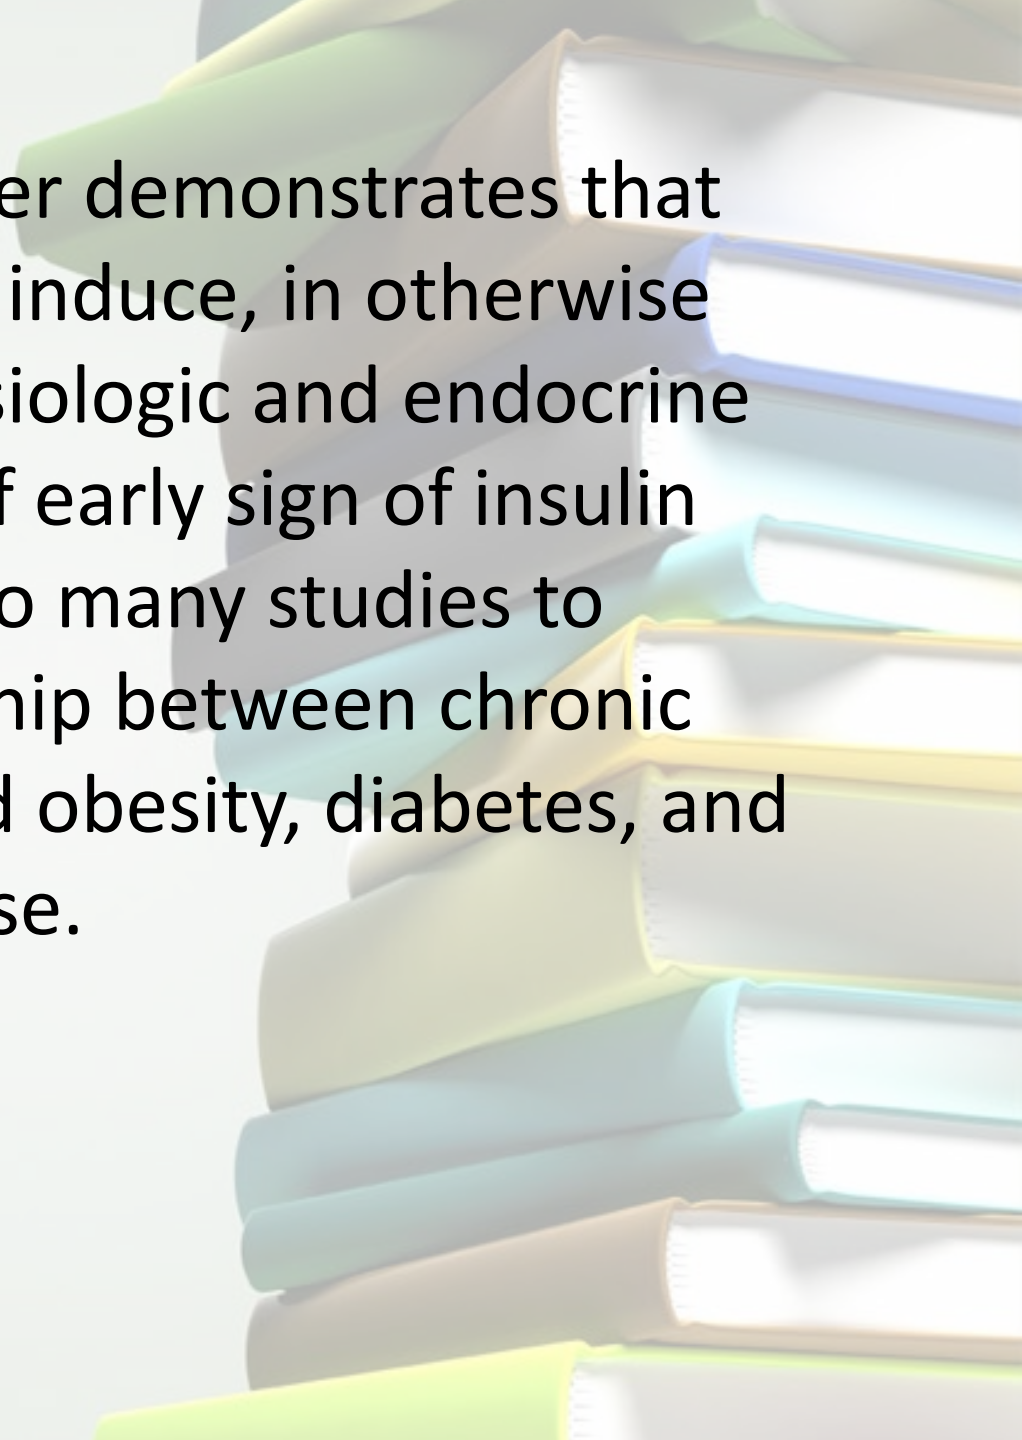 er demonstrates that
induce, in otherwise
siologic and endocrine
f early sign of insulin
o many studies to
hip between chronic
d obesity, diabetes, and
se.